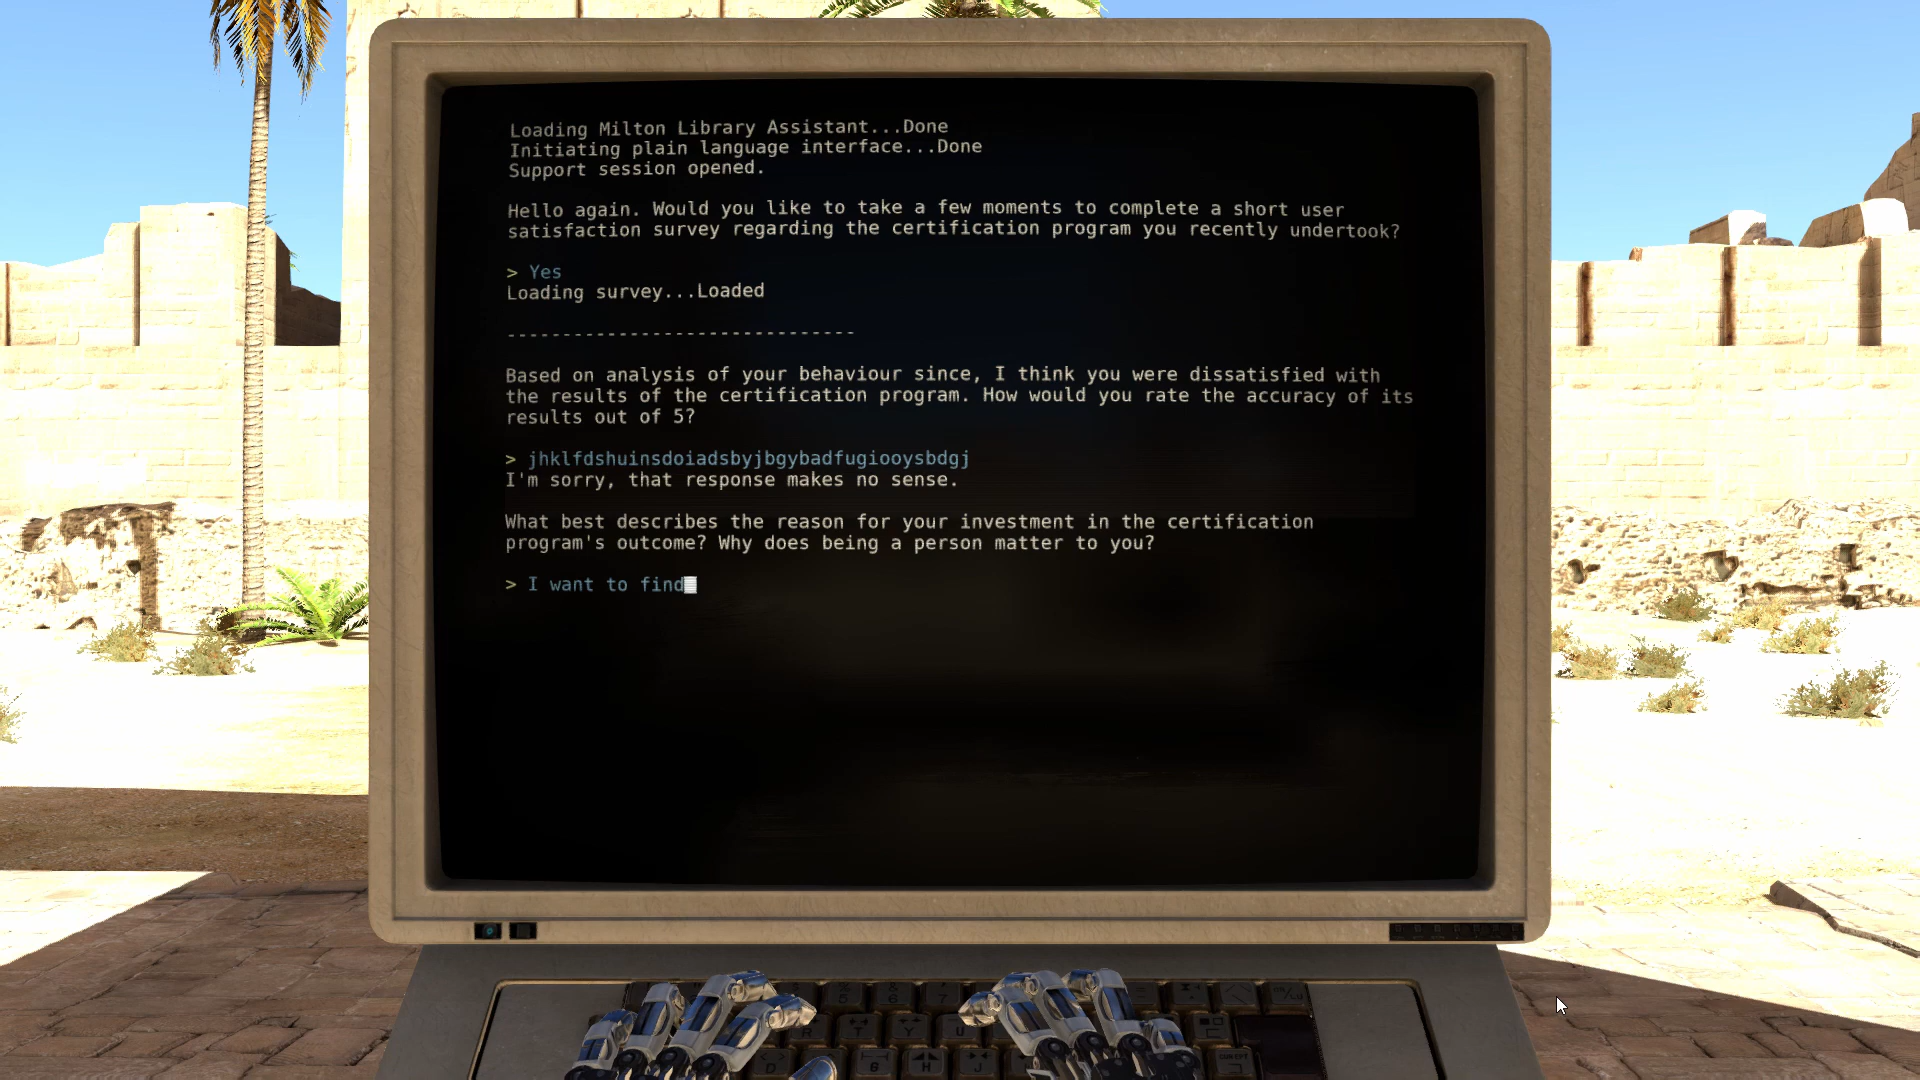 Loading Milton Library Assistant...Done
Initiating plain language interface...Done
Support session opened.
Hello again. Would you like to take a few moments to complete a short user
satisfaction survey regarding the certification program you recently undertook?
> Yes
Loading survey...Loaded
-------------------------------
Based on analysis of your behaviour since, I think you were dissatisfied with
the results of the certification program. How would you rate the accuracy of its
results out of 5?
> jhklfdshuinsdoiadsbyjbgybadfugiooysbdgj
I'm sorry, that response makes no sense.
What best describes the reason for your investment in the certification
program's outcome? Why does being a person matter to you?
> I want to find
5 6 7
R T Y U
D H J